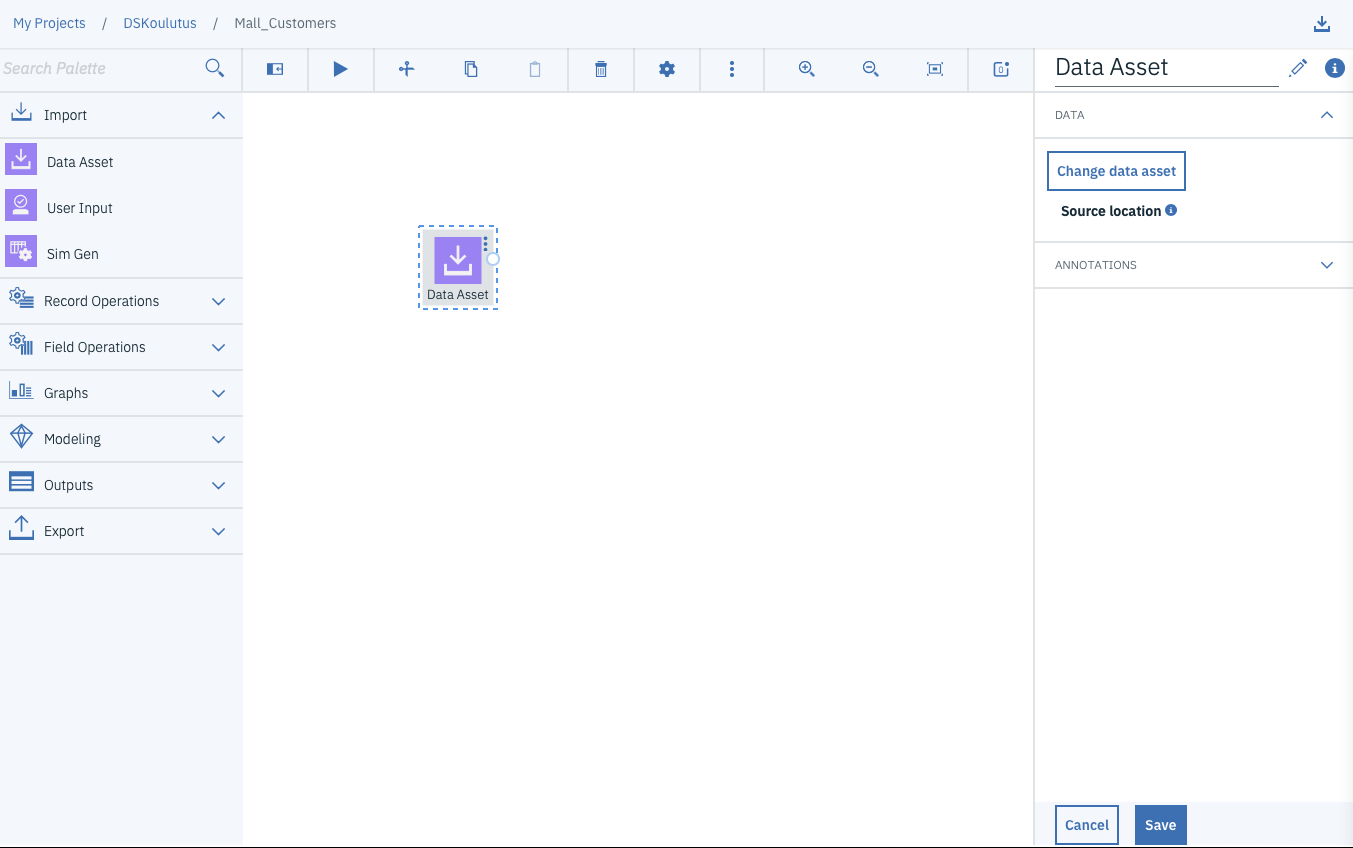 My Projects / DSKoulutus / Mall_Customers
Search Palette
Import
Data Asset
User Input
Sim Gen
Record Operations
Field Operations
Graphs
Modeling
Outputs
Export
Data Asset
Data Asset
DATA
Change data asset
Source location
ANNOTATIONS
Cancel Save